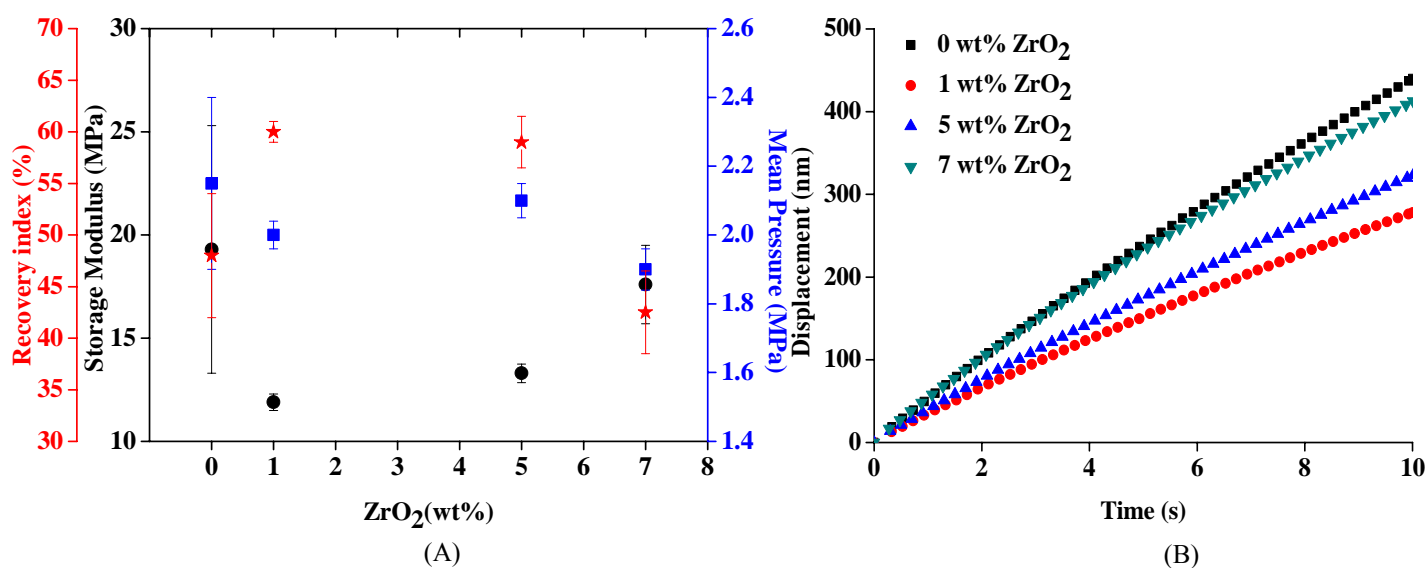 Recovery index (%)
70
65
60
55
50
45
40
35
30
Storage Modulus (MPa)
30
25
20
15
10
0 1 2 3 4 5 6 7 8
ZrO2(wt%)
2.6
2.4
2.2
2.0
1.8
1.6
1.4
Mean Pressure (MPa)
(A)
Displacement (nm)
500
400
300
200
100
0
0 wt% ZrO2
1 wt% ZrO2
5 wt% ZrO2
7 wt% ZrO2
0 2 4 6 8 10
Time (s)
(B)